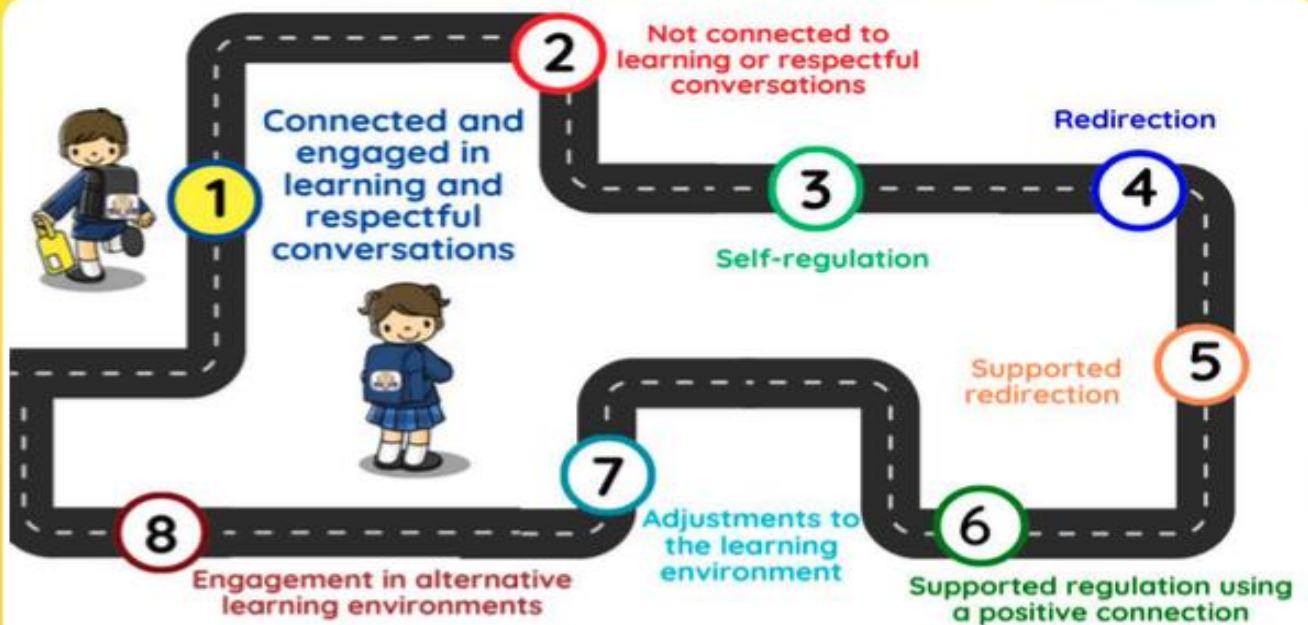 1
Connected and
engaged in
learning and
respectful
conversations
2
Not connected to
learning or respectful
conversations
3
Self-regulation
4
Redirection
5
Supported
redirection
6
Supported regulation using
a positive connection
7
Adjustments to
the learning
environment
8
Engagement in alternative
learning environments